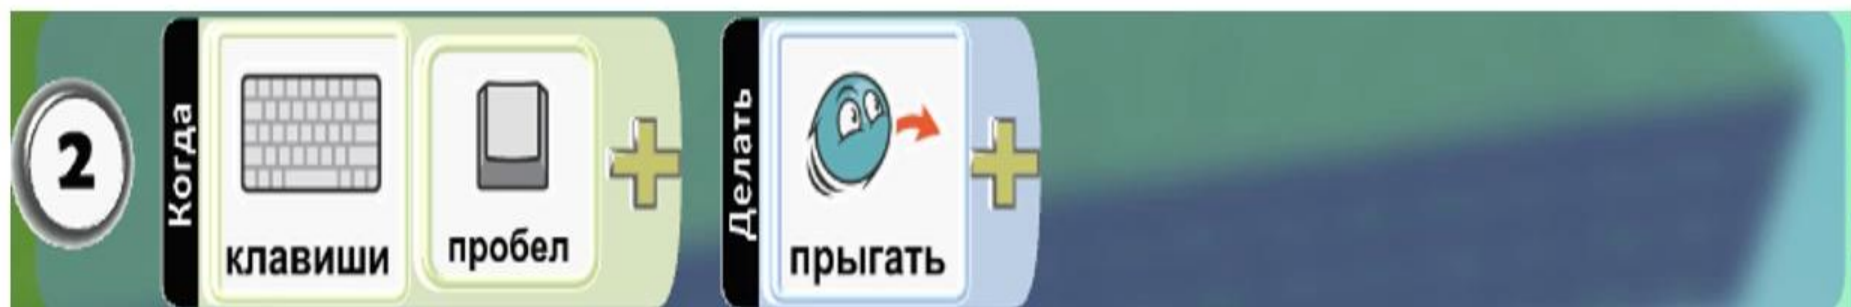 2
Когда
клавиши
пробел
Делать
прыгать